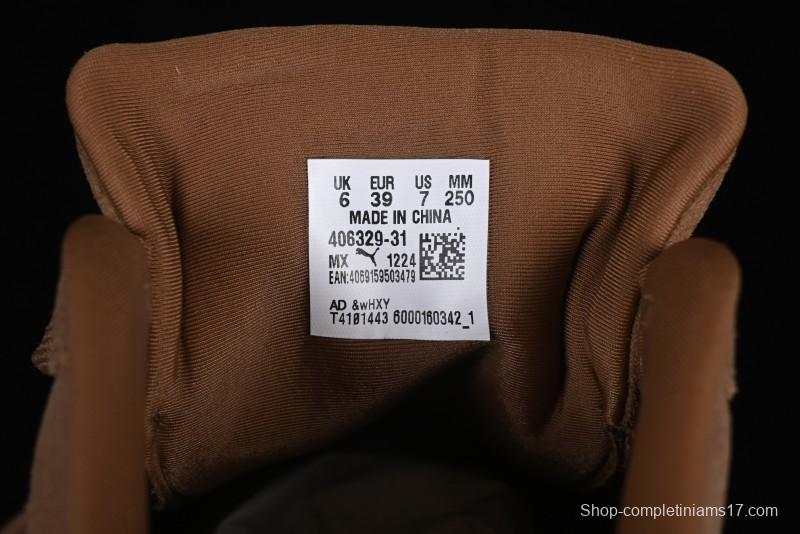 UK EUR US MM
6 39 7 250
MADE IN CHINA
406329-31
MX 1224
EAN:4069159503479
AD &wHXY
T4101443 6000160342_1
Shop-completiniams17.com